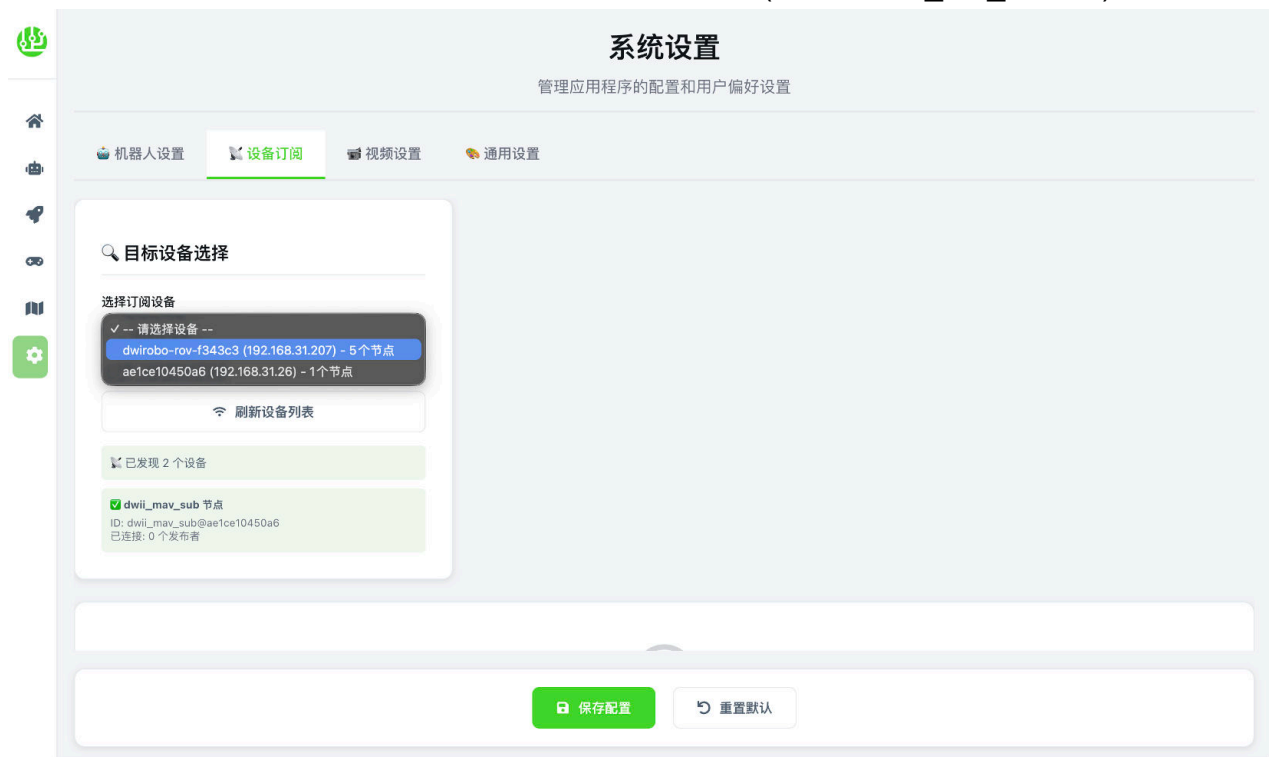 系统设置
管理应用程序的配置和用户偏好设置
机器人设置
设备订阅
视频设置
通用设置
目标设备选择
选择订阅设备
✓ -- 请选择设备 --
dwirobo-rov-f343c3 (192.168.31.207) - 5个节点
ae1ce10450a6 (192.168.31.26) - 1个节点
刷新设备列表
已发现 2 个设备
dwii_mav_sub 节点
ID: dwii_mav_sub@ae1ce10450a6
已连接: 0 个发布者
保存配置
重置默认